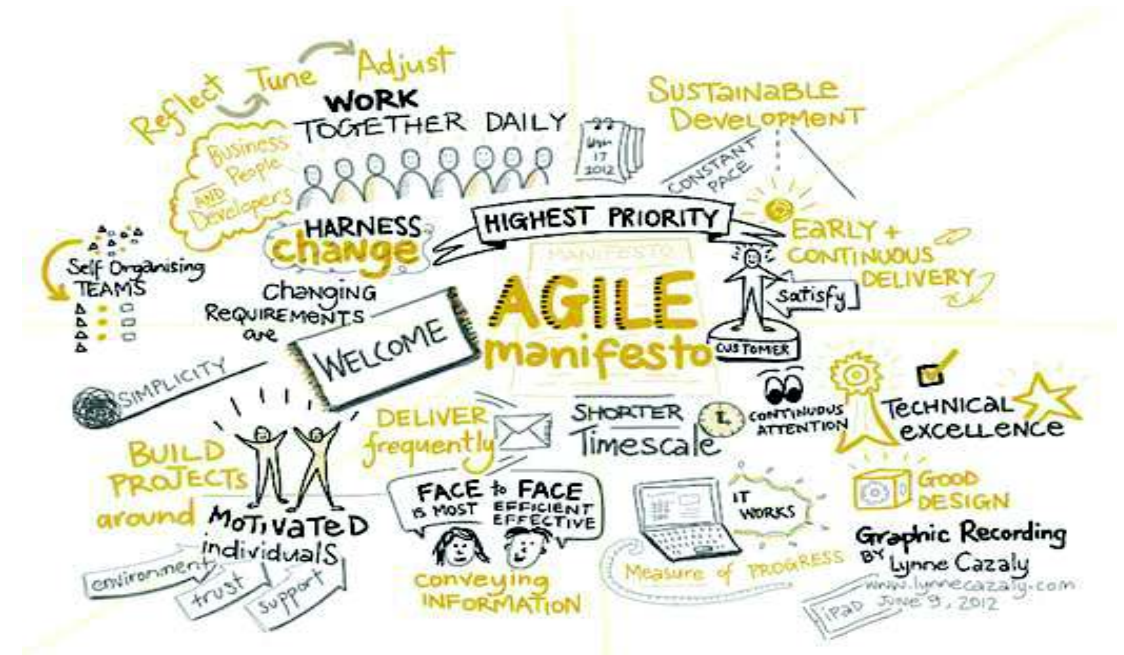 Reflect
Tune
Adjust
WORK
TOGETHER DAILY
Business
People
AND
Developers
17
2012
SUSTAINABLE
DEVELOPMENT
CONSTANT
PACE
HIGHEST PRIORITY
HARNESS
change
MANIFESTO
AGILE
manifesto
EARLY +
CONTINUOUS
DELIVERY
Satisfy
CUSTOMER
Self Organising
TEAMS
CHANGING
REQUIREMENTS
are
WELCOME
SIMPLICITY
BUILD
PROJECTS
around
MOTIVATED
individuals
environment
trust
support
DELIVER
frequently
SHORTER
Timescale
CONTINUOUS
ATTENTION
TECHNICAL
EXCELLENCE
FACE to FACE
IS MOST EFFICIENT
EFFECTIVE
conveying
INFORMATION
IT
WORKS
Measure of PROGRESS
GOOD
DESIGN
Graphic Recording
BY Lynne Cazaly
www.lynnecazaly.com
iPAD JUNE 9, 2012